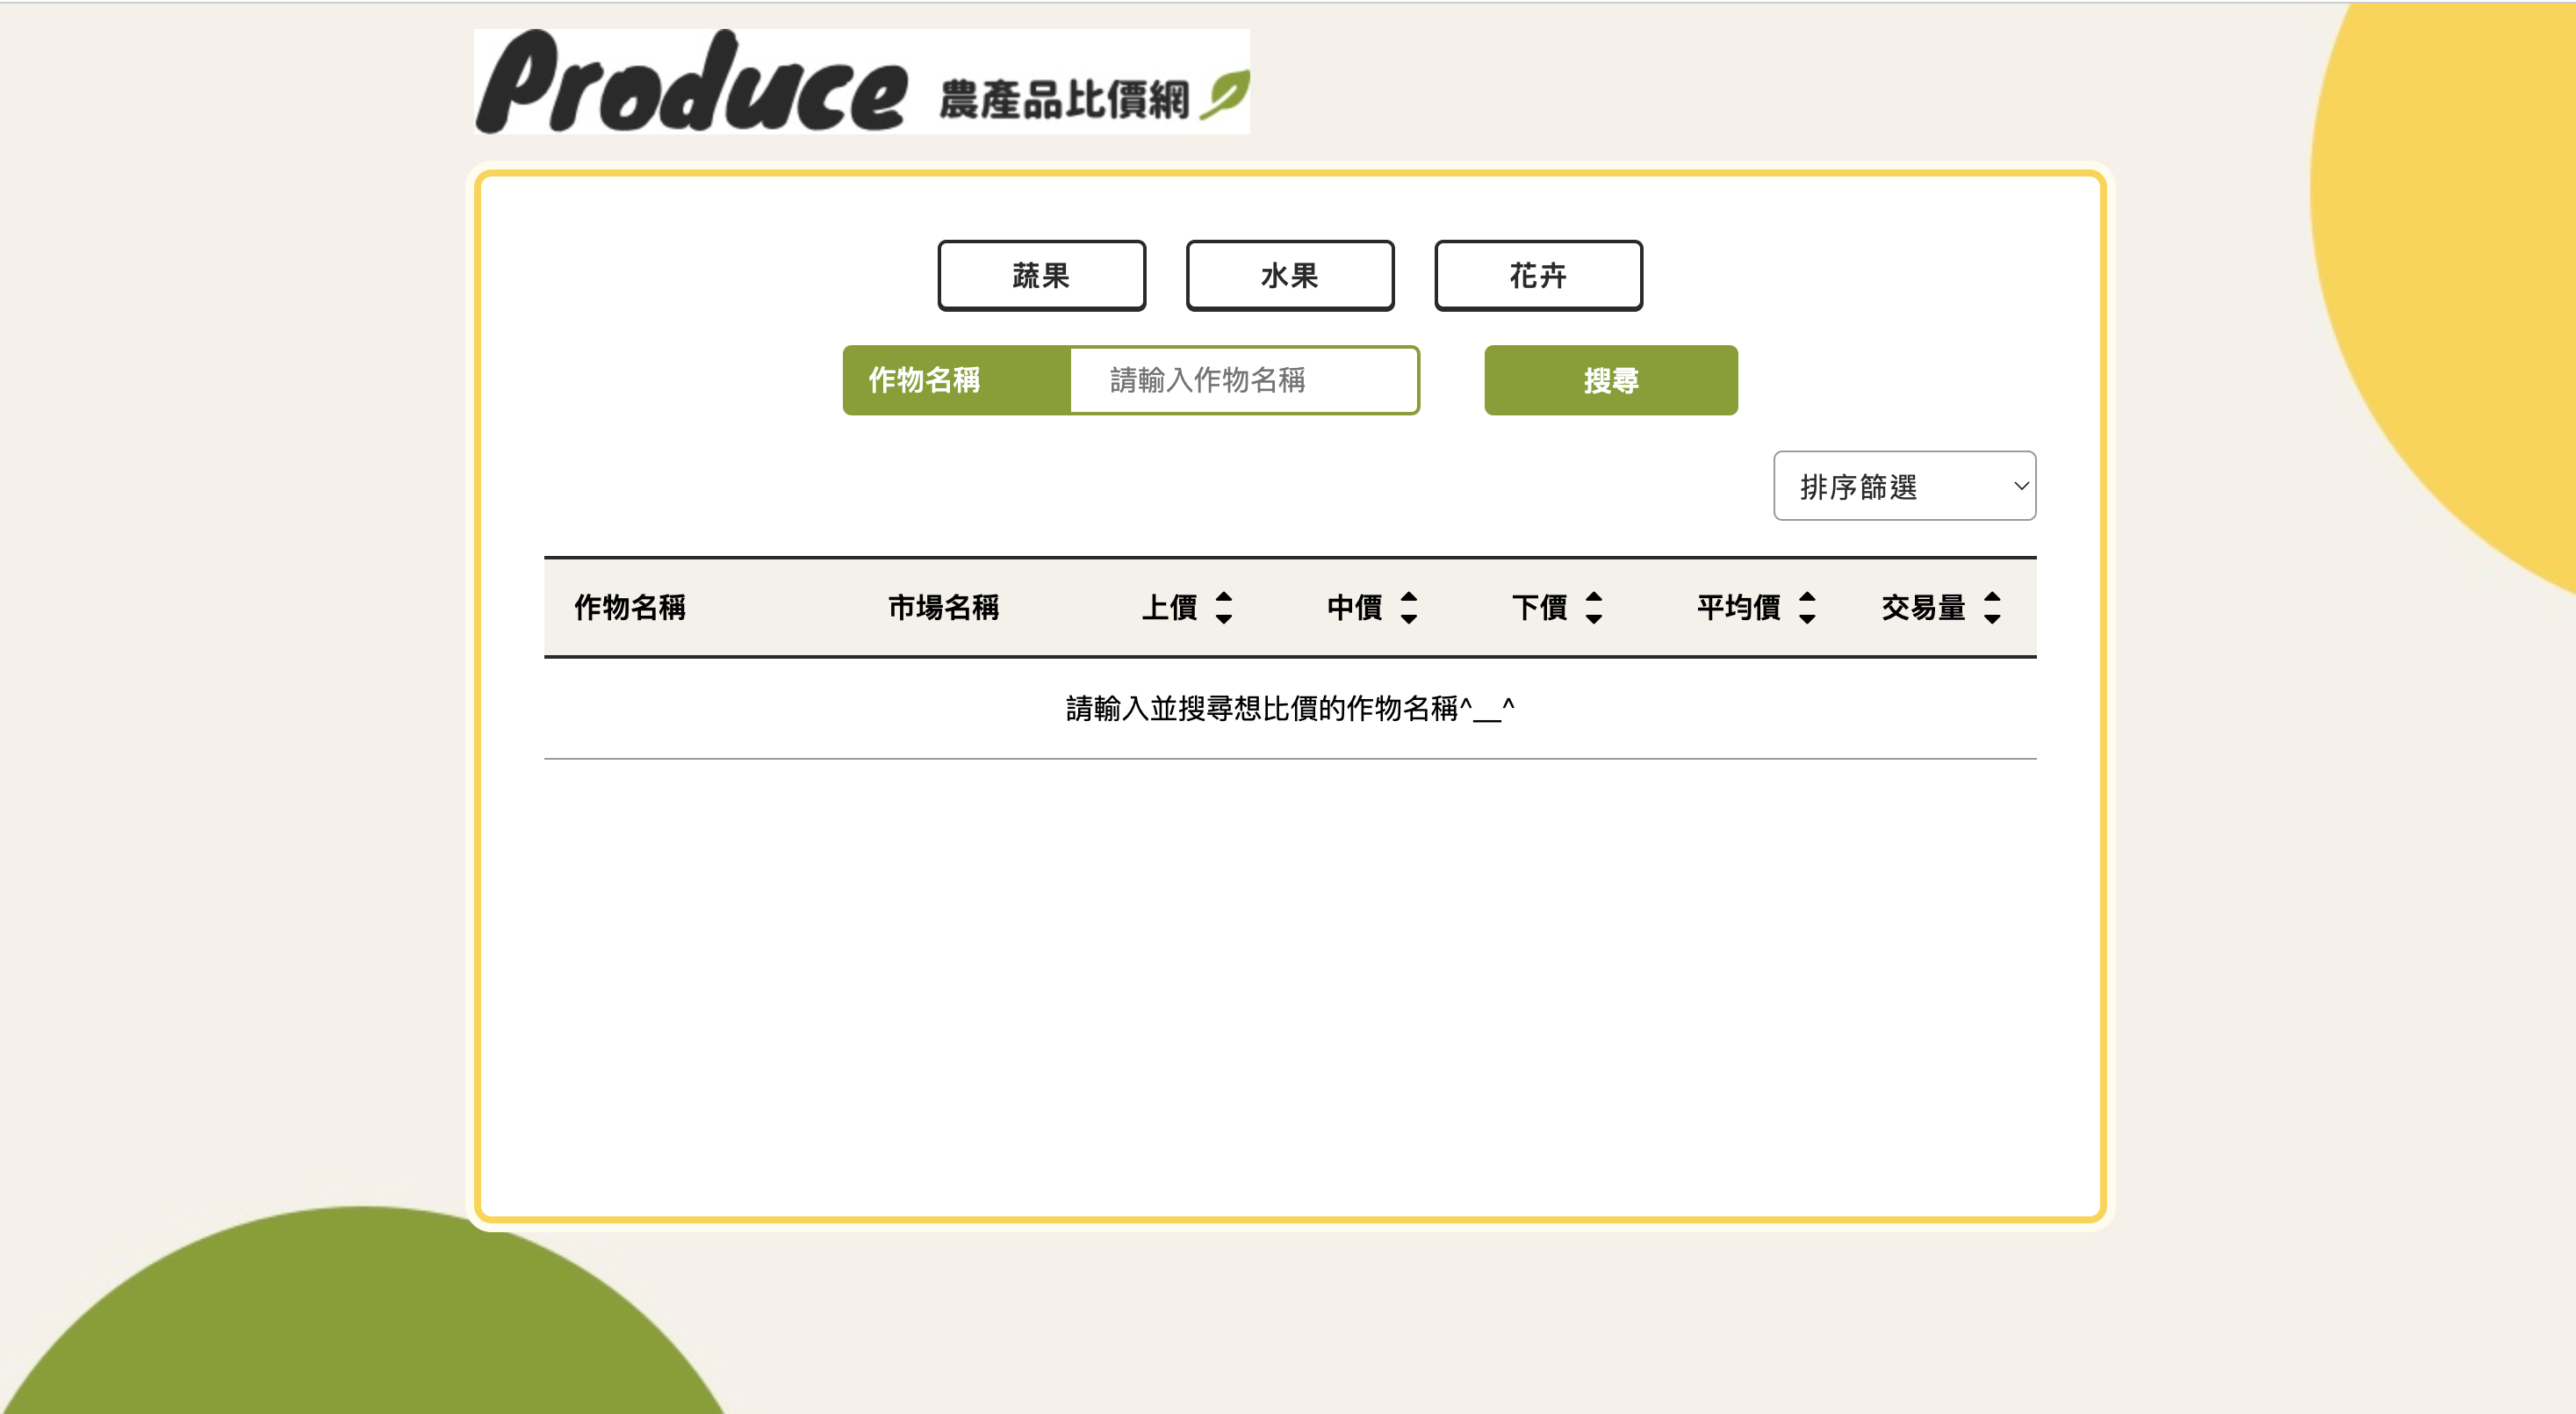 Produce 農產品比價網
蔬果 水果 花卉
作物名稱 請輸入作物名稱 搜尋
排序篩選
作物名稱 市場名稱 上價 中價 下價 平均價 交易量
請輸入並搜尋想比價的作物名稱^__^